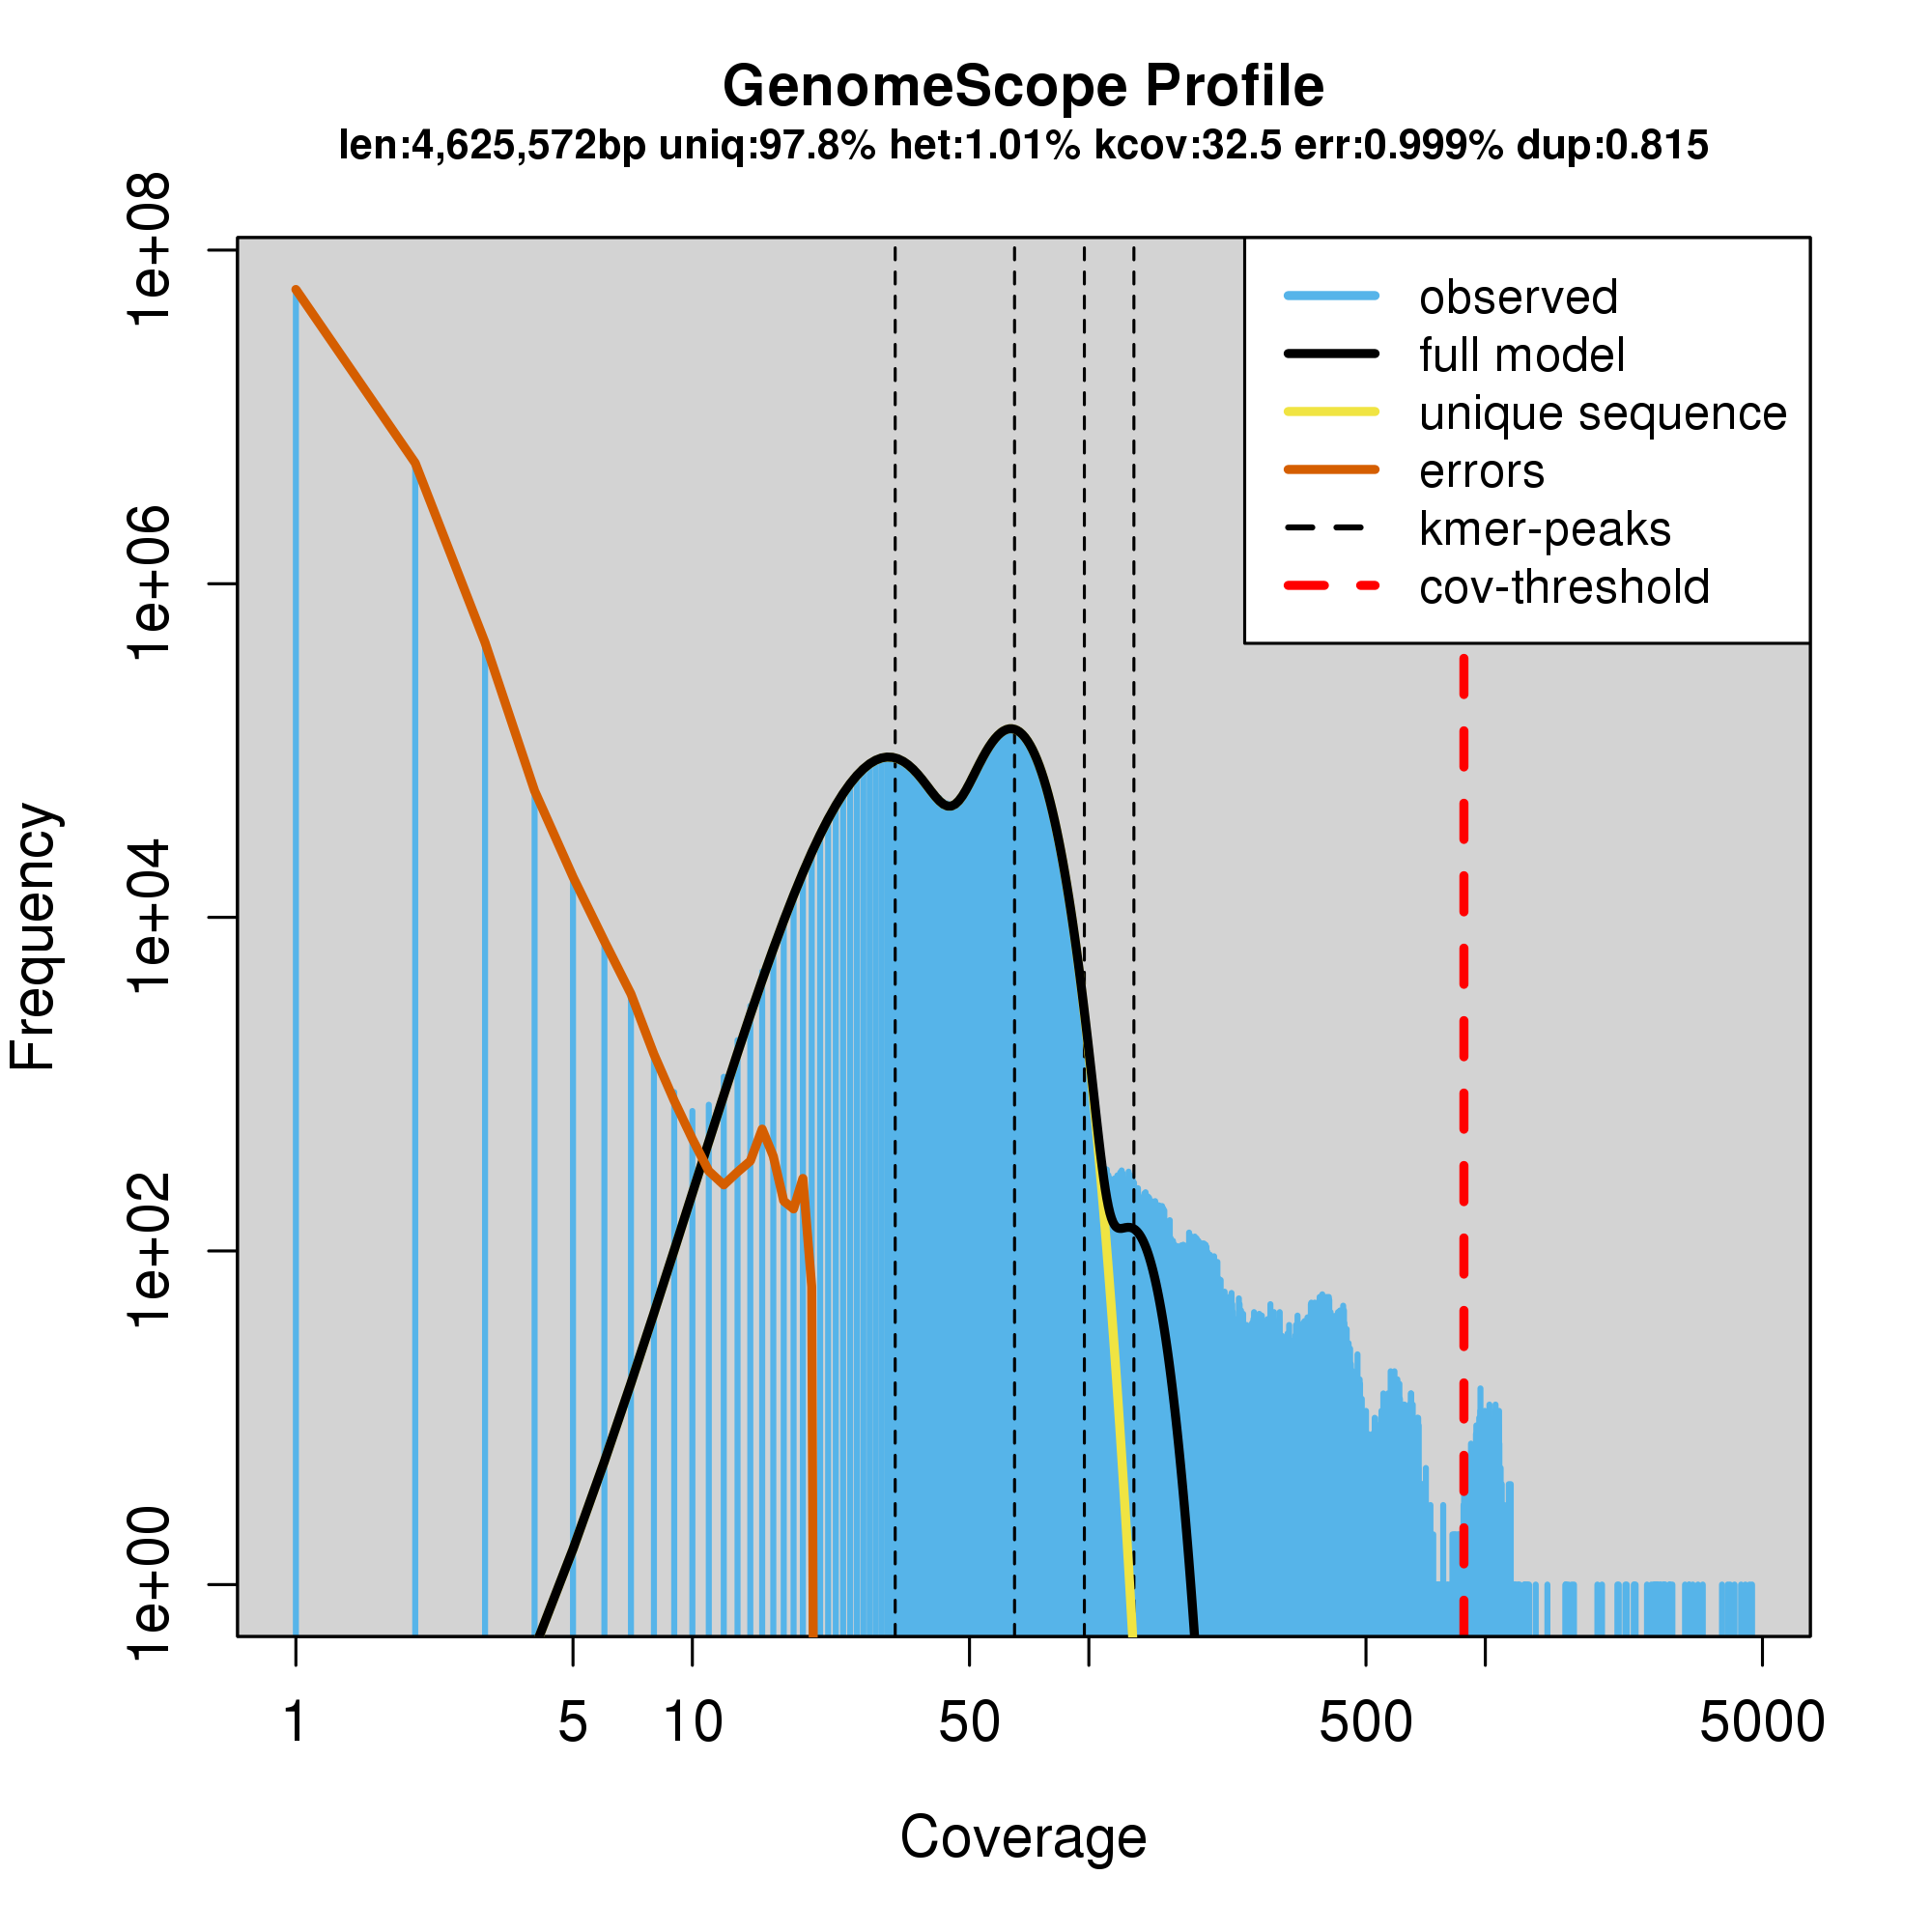 GenomeScope Profile
len:4,625,572bp uniq:97.8% het:1.01% kcov:32.5 err:0.999% dup:0.815
observed
full model
unique sequence
errors
kmer-peaks
cov-threshold
Frequency
1e+08
1e+06
1e+04
1e+02
1e+00
1 5 10 50 500 5000
Coverage